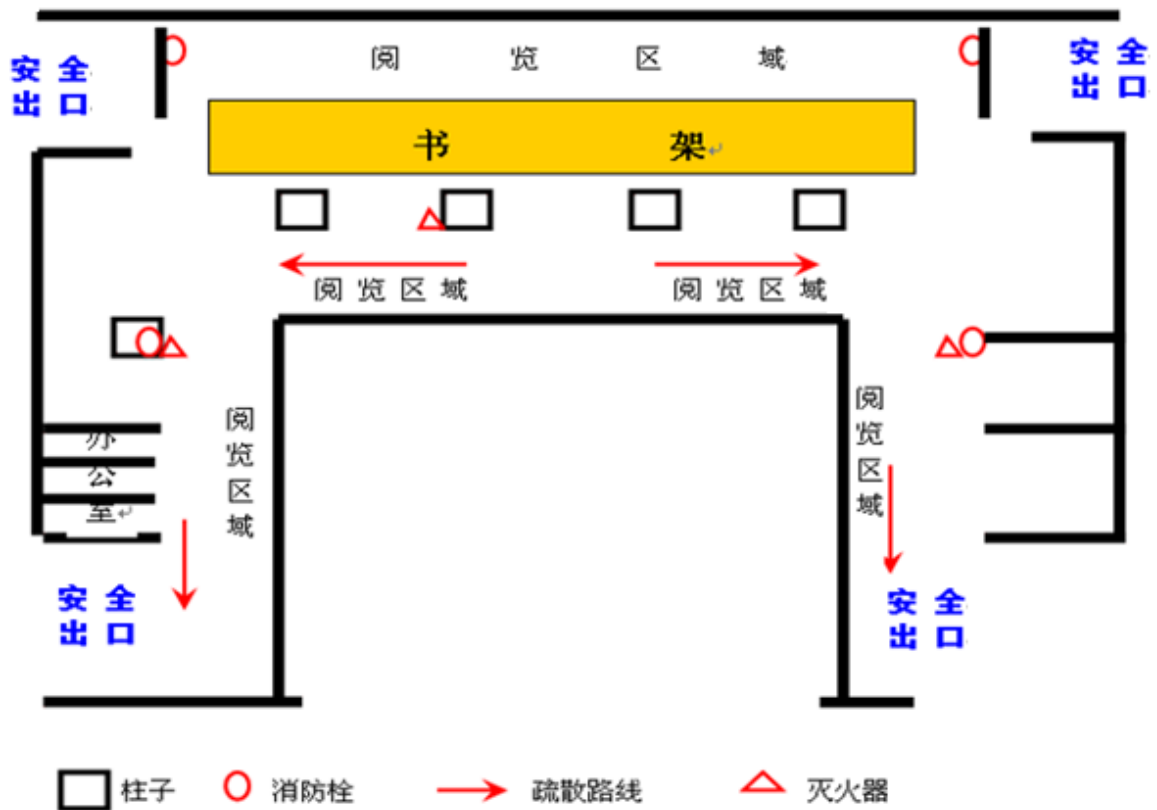 阅览区域
安全
出口
安全
出口
书架
阅览区域
阅览区域
阅览区域
阅览区域
办公室
安全
出口
安全
出口
柱子
消防栓
疏散路线
灭火器